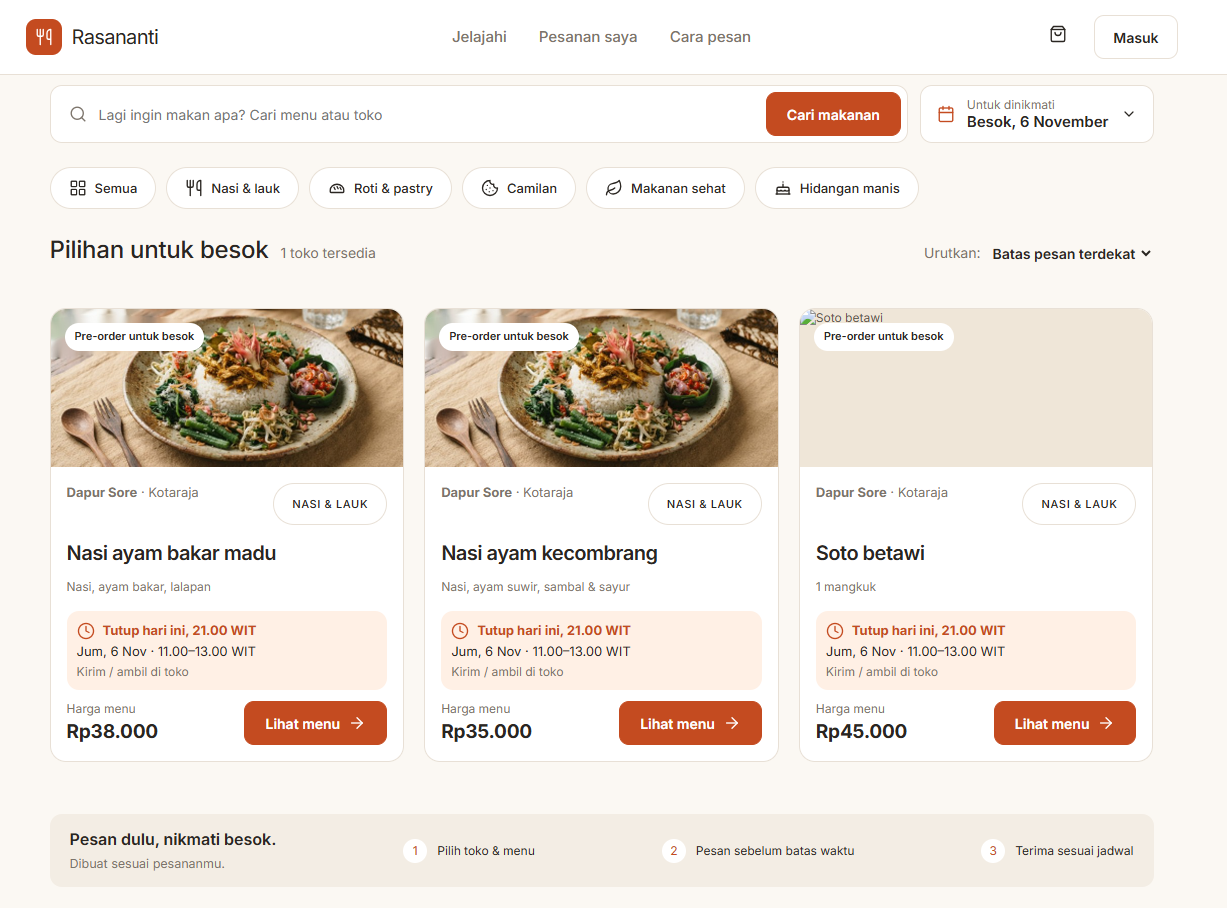 Rasananti
Jelajahi
Pesanan saya
Cara pesan
Masuk
Lagi ingin makan apa? Cari menu atau toko
Cari makanan
Untuk dinikmati
Besok, 6 November
Semua
Nasi & lauk
Roti & pastry
Camilan
Makanan sehat
Hidangan manis
Pilihan untuk besok
1 toko tersedia
Urutkan:
Batas pesan terdekat
Pre-order untuk besok
Dapur Sore · Kotaraja
NASI & LAUK
Nasi ayam bakar madu
Nasi, ayam bakar, lalapan
Tutup hari ini, 21.00 WIT
Jum, 6 Nov · 11.00–13.00 WIT
Kirim / ambil di toko
Harga menu
Rp38.000
Lihat menu
Pre-order untuk besok
Dapur Sore · Kotaraja
NASI & LAUK
Nasi ayam kecombrang
Nasi, ayam suwir, sambal & sayur
Tutup hari ini, 21.00 WIT
Jum, 6 Nov · 11.00–13.00 WIT
Kirim / ambil di toko
Harga menu
Rp35.000
Lihat menu
Soto betawi
Pre-order untuk besok
Dapur Sore · Kotaraja
NASI & LAUK
Soto betawi
1 mangkuk
Tutup hari ini, 21.00 WIT
Jum, 6 Nov · 11.00–13.00 WIT
Kirim / ambil di toko
Harga menu
Rp45.000
Lihat menu
Pesan dulu, nikmati besok.
Dibuat sesuai pesananmu.
1 Pilih toko & menu
2 Pesan sebelum batas waktu
3 Terima sesuai jadwal